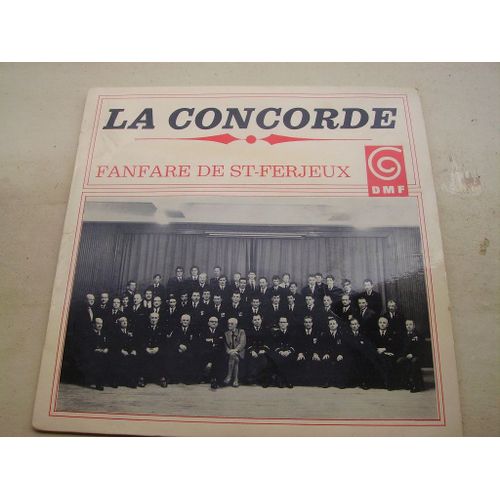 LA CONCORDE
FANFARE DE ST-FERJEUX
DMF